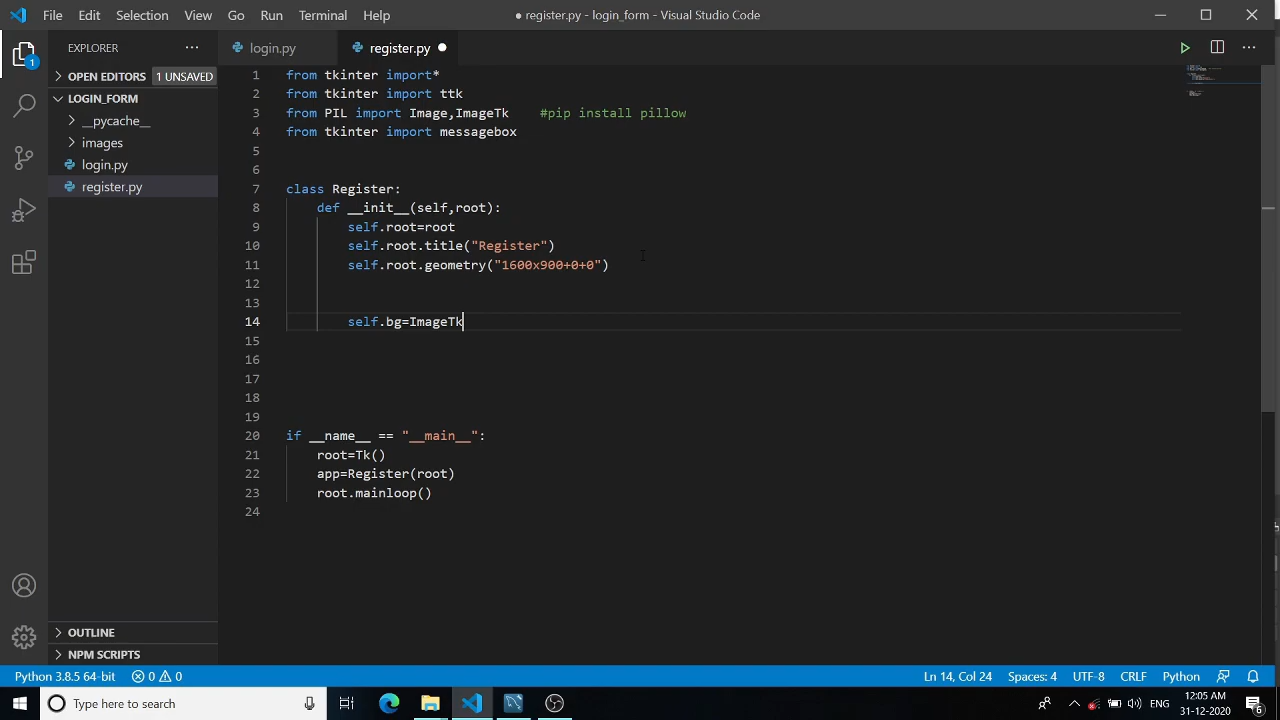 File Edit Selection View Go Run Terminal Help
● register.py - login_form - Visual Studio Code
EXPLORER
login.py
register.py
OPEN EDITORS 1 UNSAVED
LOGIN_FORM
__pycache__
images
login.py
register.py
OUTLINE
NPM SCRIPTS
1
1 from tkinter import*
2 from tkinter import ttk
3 from PIL import Image,ImageTk    #pip install pillow
4 from tkinter import messagebox
5
6
7 class Register:
8     def __init__(self,root):
9         self.root=root
10         self.root.title("Register")
11         self.root.geometry("1600x900+0+0")
12
13
14         self.bg=ImageTk
15
16
17
18
19
20 if __name__ == "__main__":
21     root=Tk()
22     app=Register(root)
23     root.mainloop()
24
Python 3.8.5 64-bit 0 0 Ln 14, Col 24 Spaces: 4 UTF-8 CRLF Python
Type here to search
ENG
12:05 AM
31-12-2020
6